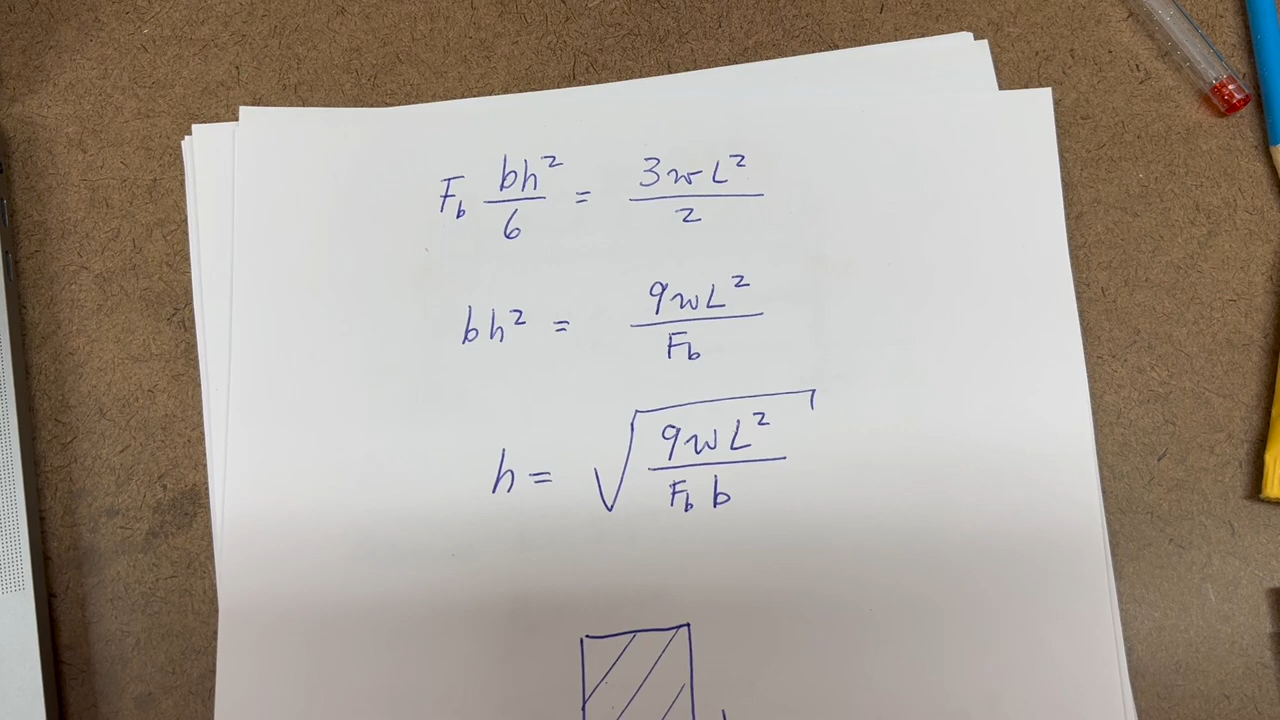 F_b bh²/6 = 3wL²/2
bh² = 9wL²/F_b
h = √(9wL²/(F_b b))